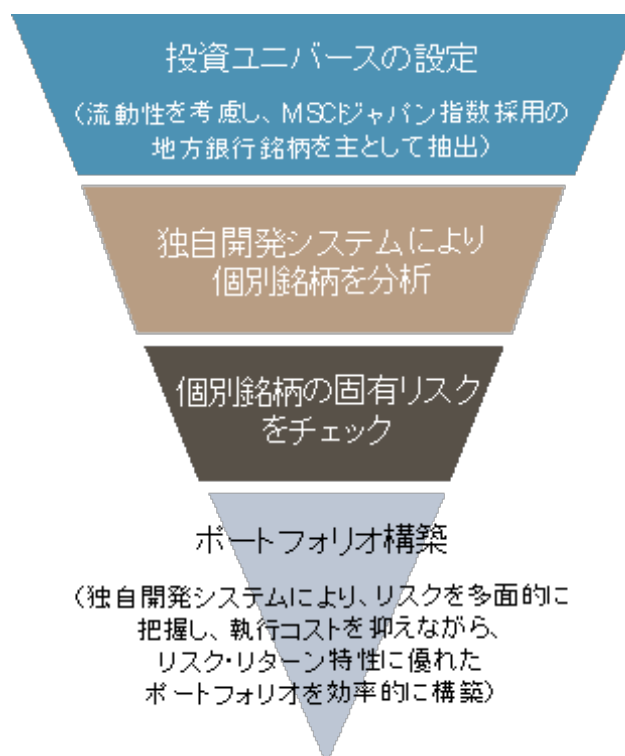 投資ユニバースの設定
（流動性を考慮し、MSCIジャパン指数採用の
地方銀行銘柄を主として抽出）
独自開発システムにより
個別銘柄を分析
個別銘柄の固有リスク
をチェック
ポートフォリオ構築
（独自開発システムにより、リスクを多面的に
把握し、執行コストを抑えながら、
リスク・リターン特性に優れた
ポートフォリオを効率的に構築）